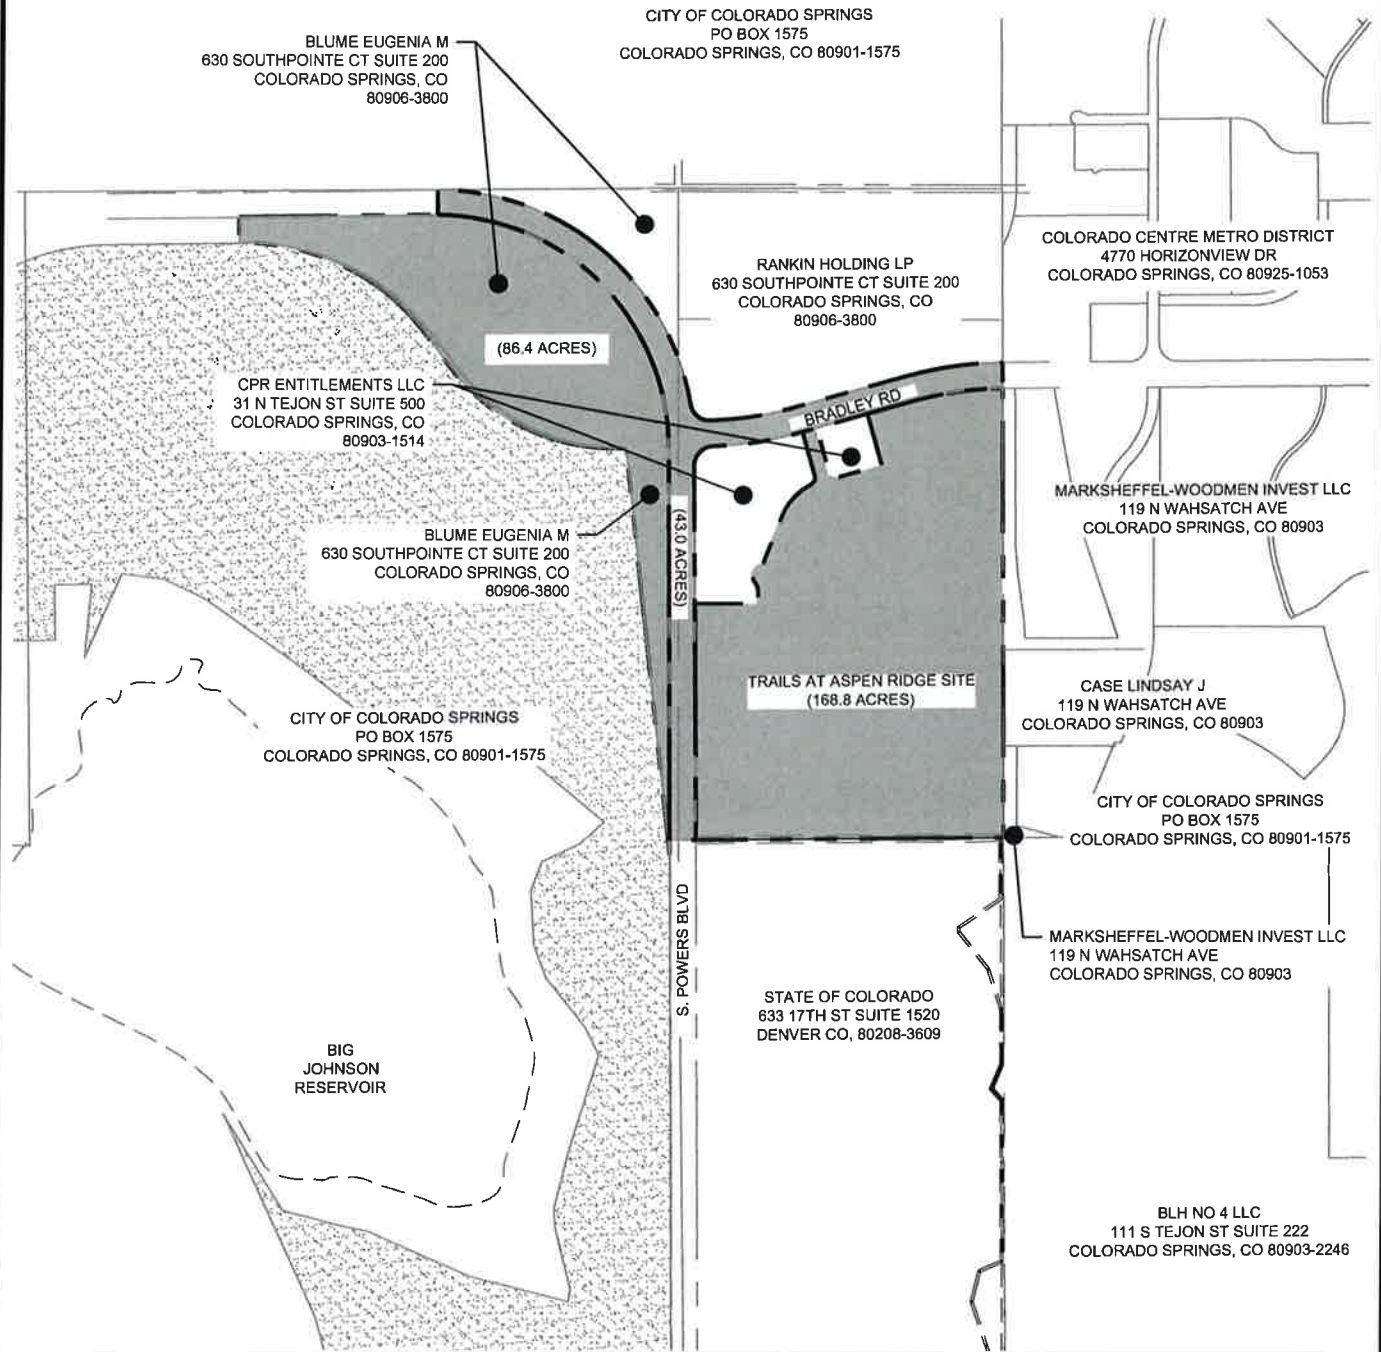 CITY OF COLORADO SPRINGS
PO BOX 1575
COLORADO SPRINGS, CO 80901-1575
BLUME EUGENIA M
630 SOUTHPOINTE CT SUITE 200
COLORADO SPRINGS, CO
80906-3800
COLORADO CENTRE METRO DISTRICT
4770 HORIZONVIEW DR
COLORADO SPRINGS, CO 80925-1053
RANKIN HOLDING LP
630 SOUTHPOINTE CT SUITE 200
COLORADO SPRINGS, CO
80906-3800
(86.4 ACRES)
CPR ENTITLEMENTS LLC
31 N TEJON ST SUITE 500
COLORADO SPRINGS, CO
80903-1514
BRADLEY RD
MARKSHEFFEL-WOODMEN INVEST LLC
119 N WAHSATCH AVE
COLORADO SPRINGS, CO 80903
BLUME EUGENIA M
630 SOUTHPOINTE CT SUITE 200
COLORADO SPRINGS, CO
80906-3800
(43.0 ACRES)
TRAILS AT ASPEN RIDGE SITE
(168.8 ACRES)
CASE LINDSAY J
119 N WAHSATCH AVE
COLORADO SPRINGS, CO 80903
CITY OF COLORADO SPRINGS
PO BOX 1575
COLORADO SPRINGS, CO 80901-1575
CITY OF COLORADO SPRINGS
PO BOX 1575
COLORADO SPRINGS, CO 80901-1575
S. POWERS BLVD
MARKSHEFFEL-WOODMEN INVEST LLC
119 N WAHSATCH AVE
COLORADO SPRINGS, CO 80903
STATE OF COLORADO
633 17TH ST SUITE 1520
DENVER CO, 80208-3609
BIG
JOHNSON
RESERVOIR
BLH NO 4 LLC
111 S TEJON ST SUITE 222
COLORADO SPRINGS, CO 80903-2246